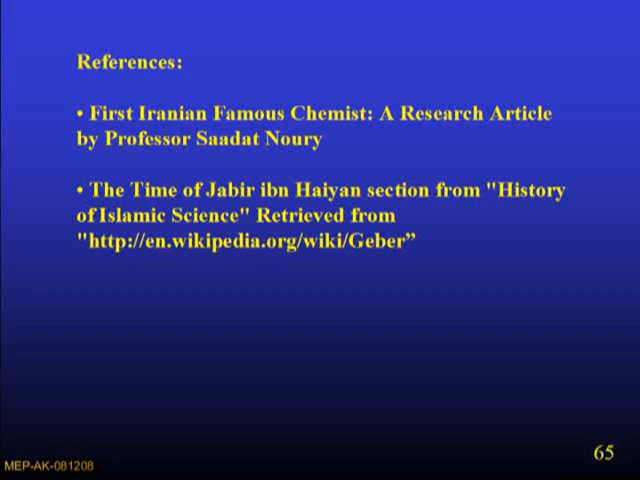 References:
• First Iranian Famous Chemist: A Research Article
by Professor Saadat Noury
• The Time of Jabir ibn Haiyan section from "History
of Islamic Science" Retrieved from
"http://en.wikipedia.org/wiki/Geber”
65
MEP-AK-081208